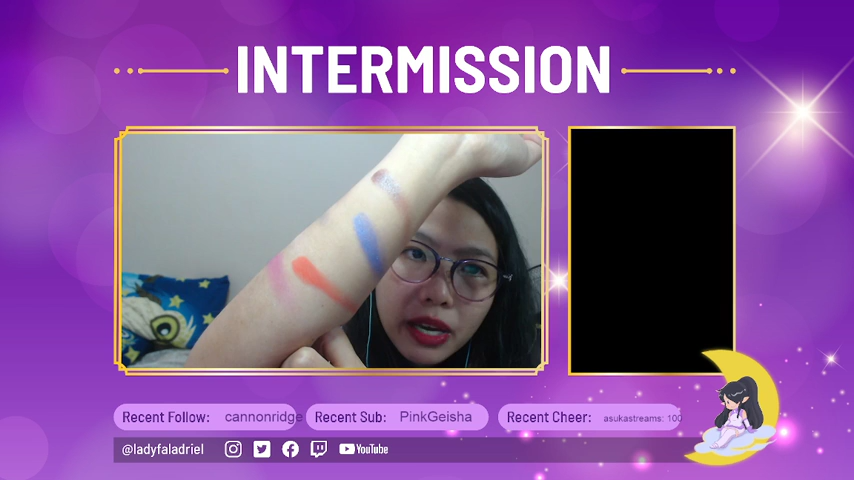 INTERMISSION
Recent Follow: cannonridge
Recent Sub: PinkGeisha
Recent Cheer: asukastreams: 100
@ladyfaladriel
YouTube